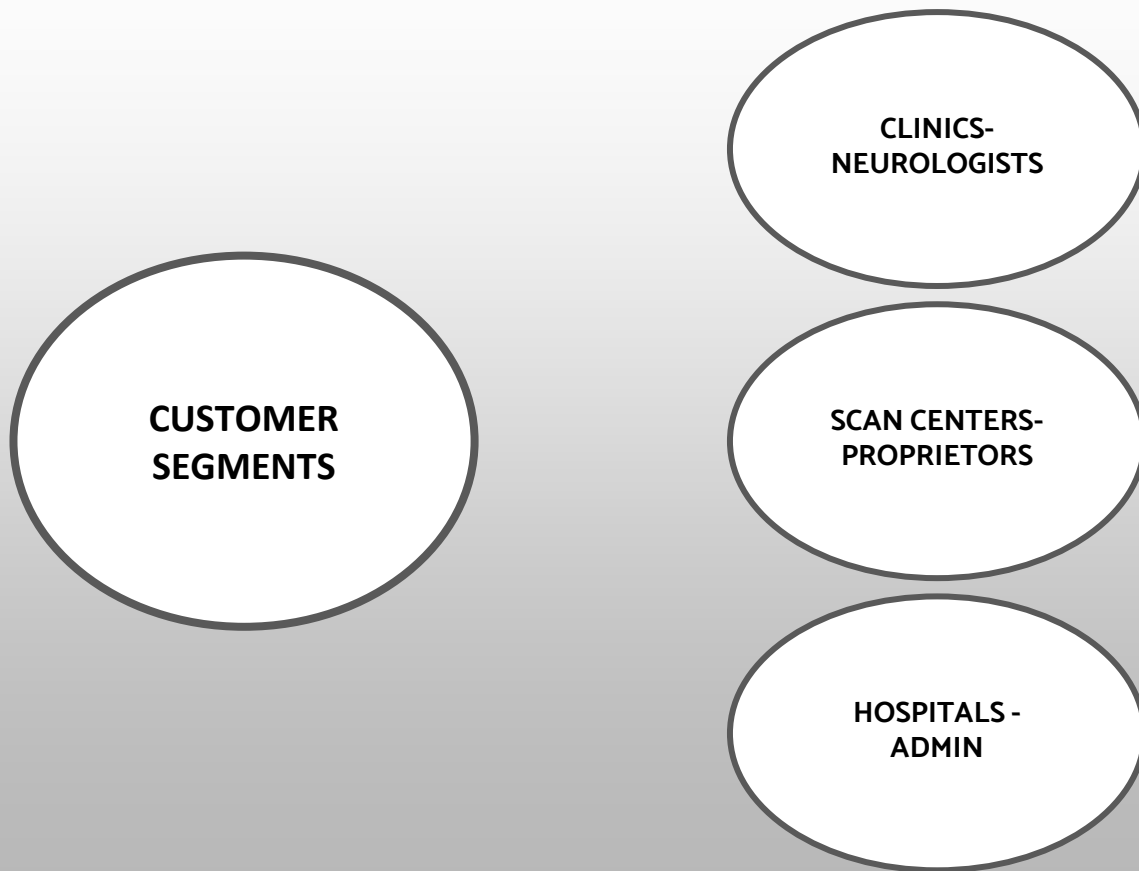 CLINICS-
NEUROLOGISTS
CUSTOMER
SEGMENTS
SCAN CENTERS-
PROPRIETORS
HOSPITALS -
ADMIN